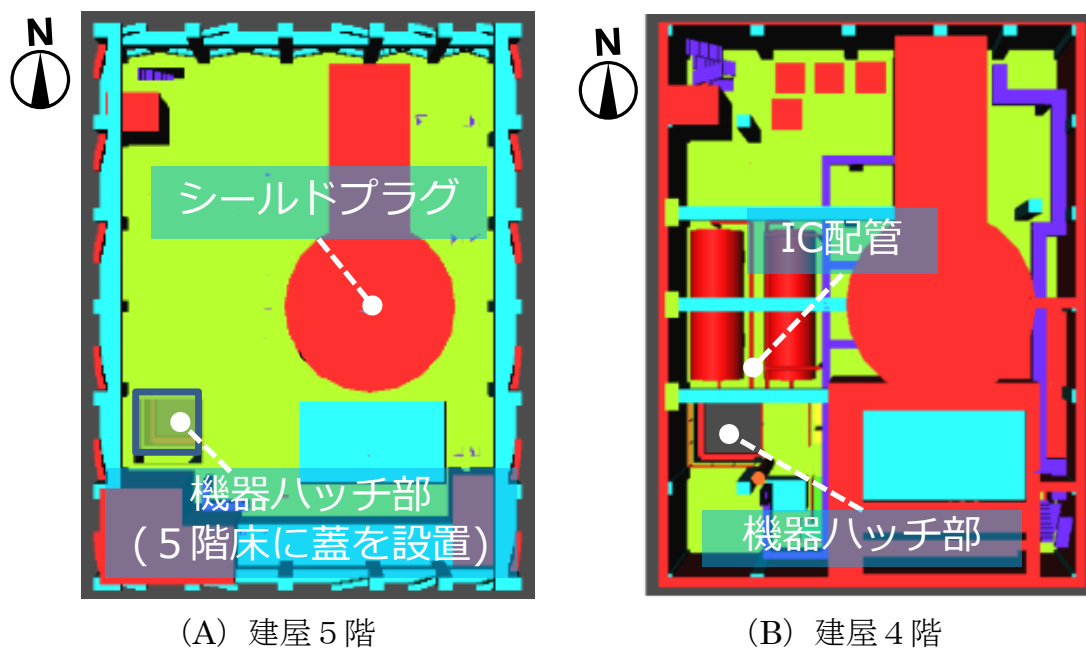 N
N
シールドプラグ
IC配管
機器ハッチ部
(５階床に蓋を設置)
機器ハッチ部
（A）建屋５階
（B）建屋４階